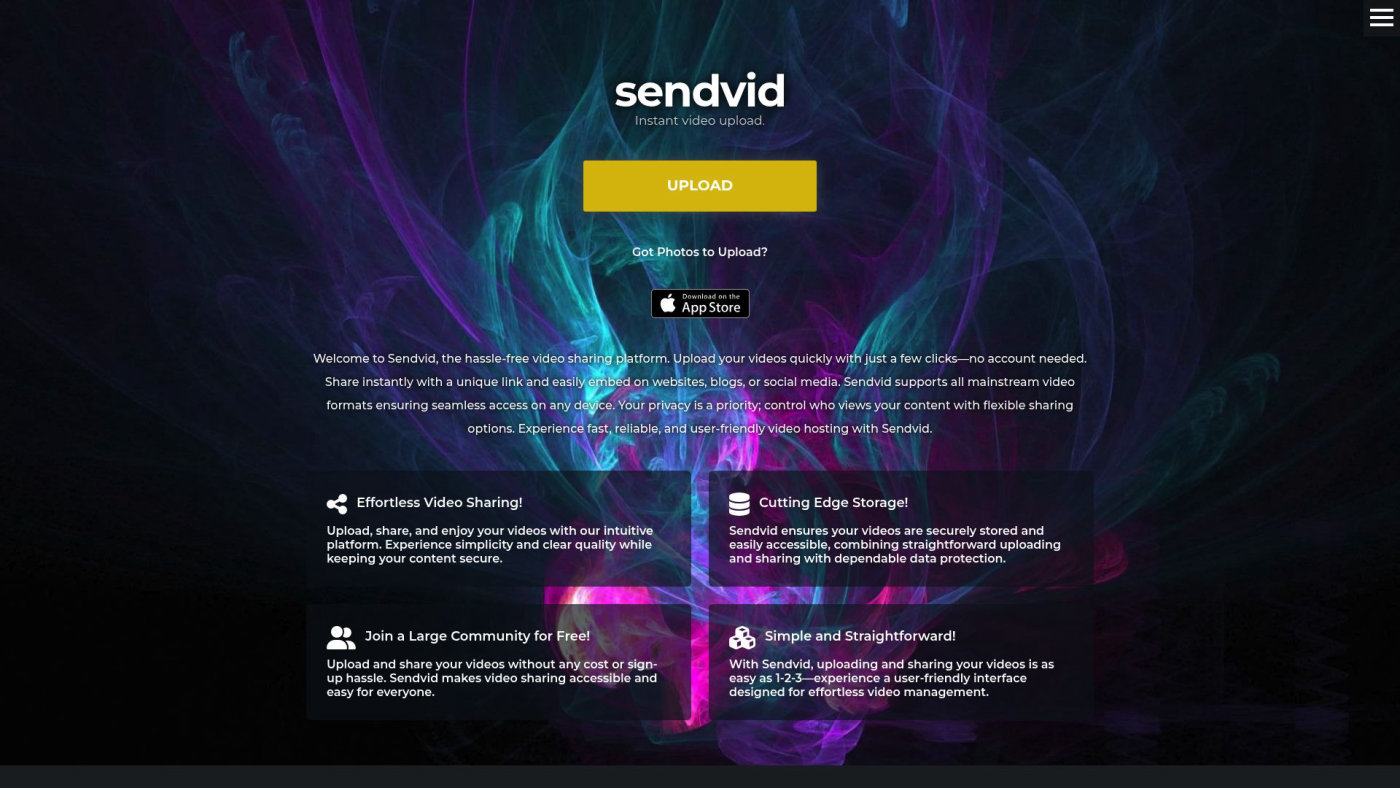 sendvid
Instant video upload.
UPLOAD
Got Photos to Upload?
Download on the
App Store
Welcome to Sendvid, the hassle-free video sharing platform. Upload your videos quickly with just a few clicks—no account needed.
Share instantly with a unique link and easily embed on websites, blogs, or social media. Sendvid supports all mainstream video
formats ensuring seamless access on any device. Your privacy is a priority; control who views your content with flexible sharing
options. Experience fast, reliable, and user-friendly video hosting with Sendvid.
Effortless Video Sharing!
Upload, share, and enjoy your videos with our intuitive
platform. Experience simplicity and clear quality while
keeping your content secure.
Cutting Edge Storage!
Sendvid ensures your videos are securely stored and
easily accessible, combining straightforward uploading
and sharing with dependable data protection.
Join a Large Community for Free!
Upload and share your videos without any cost or sign-
up hassle. Sendvid makes video sharing accessible and
easy for everyone.
Simple and Straightforward!
With Sendvid, uploading and sharing your videos is as
easy as 1-2-3—experience a user-friendly interface
designed for effortless video management.